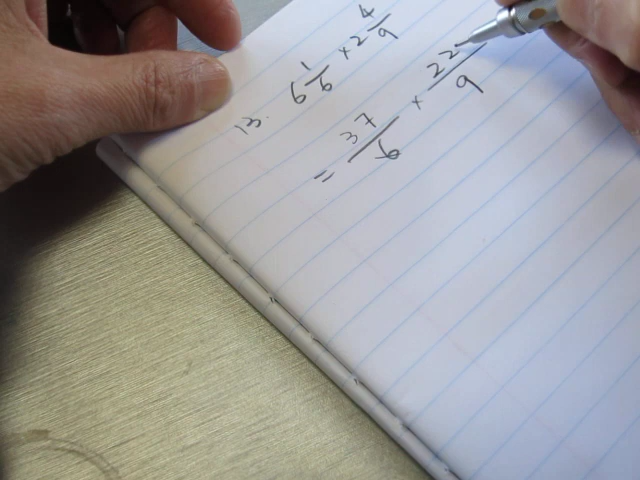 13. 6 1/6 × 2 4/9
= 37/6 × 22/9